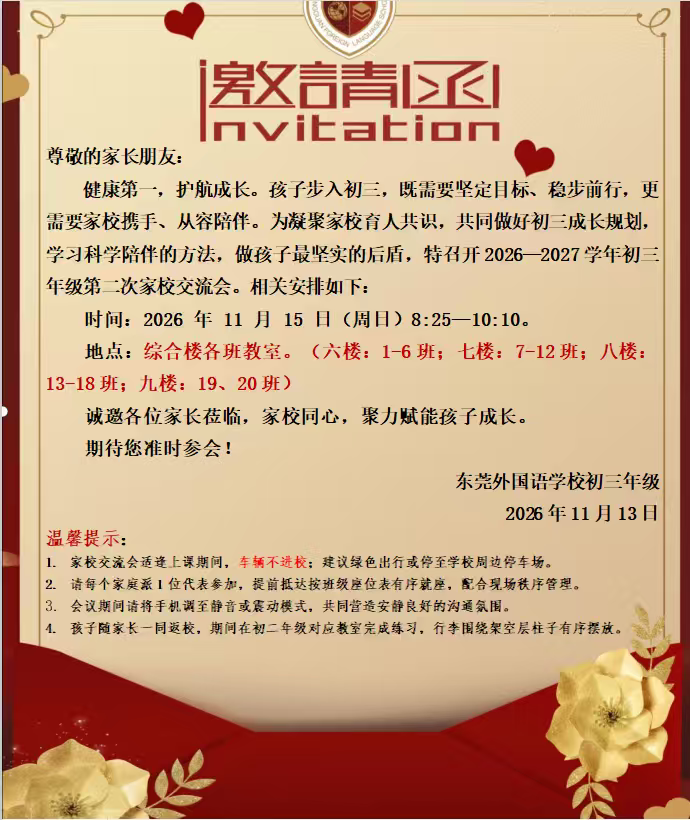 NGGUAN FOREIGN LANGUAGE SCHO
邀請函
Invitation
尊敬的家长朋友：
健康第一，护航成长。孩子步入初三，既需要坚定目标、稳步前行，更
需要家校携手、从容陪伴。为凝聚家校育人共识，共同做好初三成长规划，
学习科学陪伴的方法，做孩子最坚实的后盾，特召开 2026—2027 学年初三
年级第二次家校交流会。相关安排如下：
时间：2026 年 11 月 15 日（周日）8:25—10:10。
地点：综合楼各班教室。（六楼：1-6 班；七楼：7-12 班；八楼：
13-18 班；九楼：19、20 班）
诚邀各位家长莅临，家校同心，聚力赋能孩子成长。
期待您准时参会！
东莞外国语学校初三年级
2026 年 11 月 13 日
温馨提示：
1. 家校交流会适逢上课期间，车辆不进校；建议绿色出行或停至学校周边停车场。
2. 请每个家庭派 1 位代表参加，提前抵达按班级座位表有序就座，配合现场秩序管理。
3. 会议期间请将手机调至静音或震动模式，共同营造安静良好的沟通氛围。
4. 孩子随家长一同返校，期间在初二年级对应教室完成练习，行李围绕架空层柱子有序摆放。